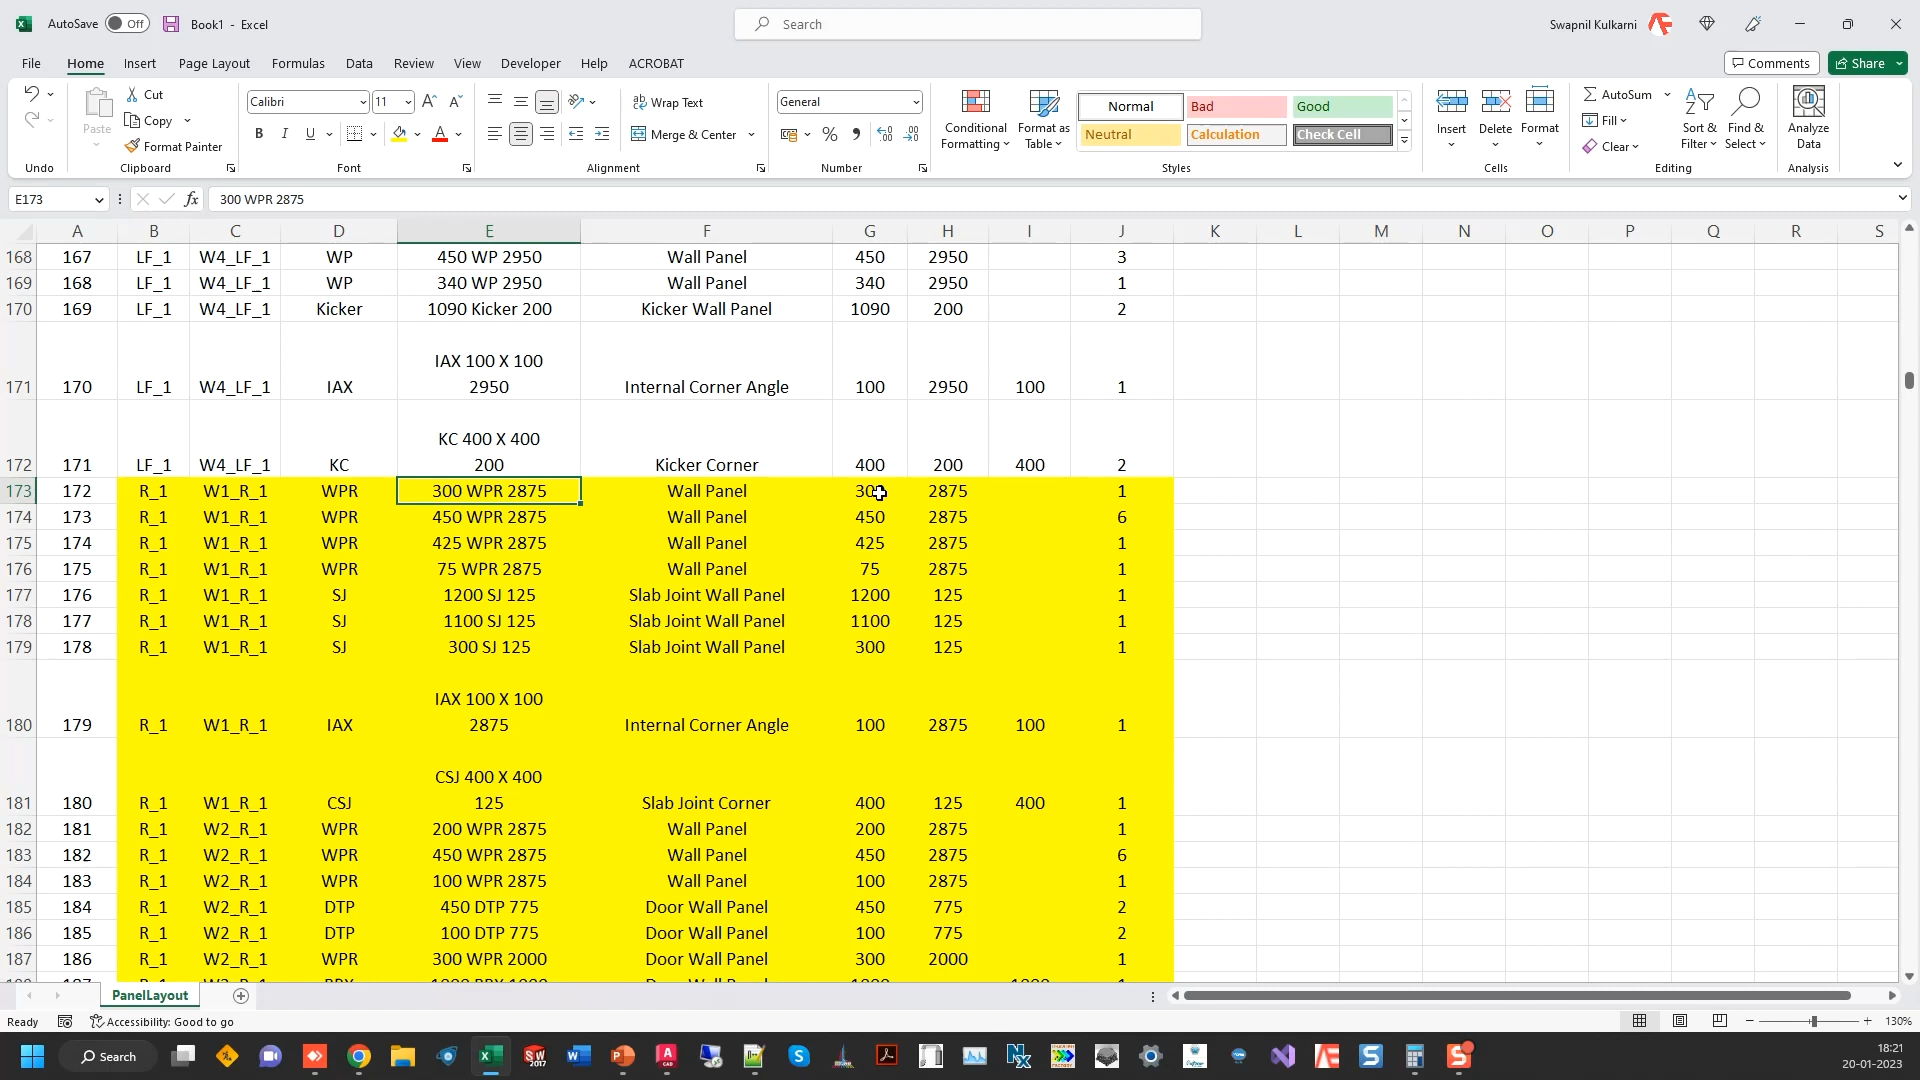 AutoSave Off Book1 - Excel Search Swapnil Kulkarni
File Home Insert Page Layout Formulas Data Review View Developer Help ACROBAT Comments Share
Cut Calibri 11 Wrap Text General Normal Bad Good AutoSum
Paste Copy Merge & Center Conditional Formatting Format as Table Neutral Calculation Check Cell Insert Delete Format Fill Sort & Filter Find & Select Analyze Data
Format Painter Clear
Undo Clipboard Font Alignment Number Styles Cells Editing Analysis
E173 fx 300 WPR 2875
A B C D E F G H I J K L M N O P Q R S
168 167 LF_1 W4_LF_1 WP 450 WP 2950 Wall Panel 450 2950 3
169 168 LF_1 W4_LF_1 WP 340 WP 2950 Wall Panel 340 2950 1
170 169 LF_1 W4_LF_1 Kicker 1090 Kicker 200 Kicker Wall Panel 1090 200 2
IAX 100 X 100
171 170 LF_1 W4_LF_1 IAX 2950 Internal Corner Angle 100 2950 100 1
KC 400 X 400
172 171 LF_1 W4_LF_1 KC 200 Kicker Corner 400 200 400 2
173 172 R_1 W1_R_1 WPR 300 WPR 2875 Wall Panel 300 2875 1
174 173 R_1 W1_R_1 WPR 450 WPR 2875 Wall Panel 450 2875 6
175 174 R_1 W1_R_1 WPR 425 WPR 2875 Wall Panel 425 2875 1
176 175 R_1 W1_R_1 WPR 75 WPR 2875 Wall Panel 75 2875 1
177 176 R_1 W1_R_1 SJ 1200 SJ 125 Slab Joint Wall Panel 1200 125 1
178 177 R_1 W1_R_1 SJ 1100 SJ 125 Slab Joint Wall Panel 1100 125 1
179 178 R_1 W1_R_1 SJ 300 SJ 125 Slab Joint Wall Panel 300 125 1
IAX 100 X 100
180 179 R_1 W1_R_1 IAX 2875 Internal Corner Angle 100 2875 100 1
CSJ 400 X 400
181 180 R_1 W1_R_1 CSJ 125 Slab Joint Corner 400 125 400 1
182 181 R_1 W2_R_1 WPR 200 WPR 2875 Wall Panel 200 2875 1
183 182 R_1 W2_R_1 WPR 450 WPR 2875 Wall Panel 450 2875 6
184 183 R_1 W2_R_1 WPR 100 WPR 2875 Wall Panel 100 2875 1
185 184 R_1 W2_R_1 DTP 450 DTP 775 Door Wall Panel 450 775 2
186 185 R_1 W2_R_1 DTP 100 DTP 775 Door Wall Panel 100 775 2
187 186 R_1 W2_R_1 WPR 300 WPR 2000 Door Wall Panel 300 2000 1
PanelLayout
Ready Accessibility: Good to go 130%
Search 18:21
20-01-2023